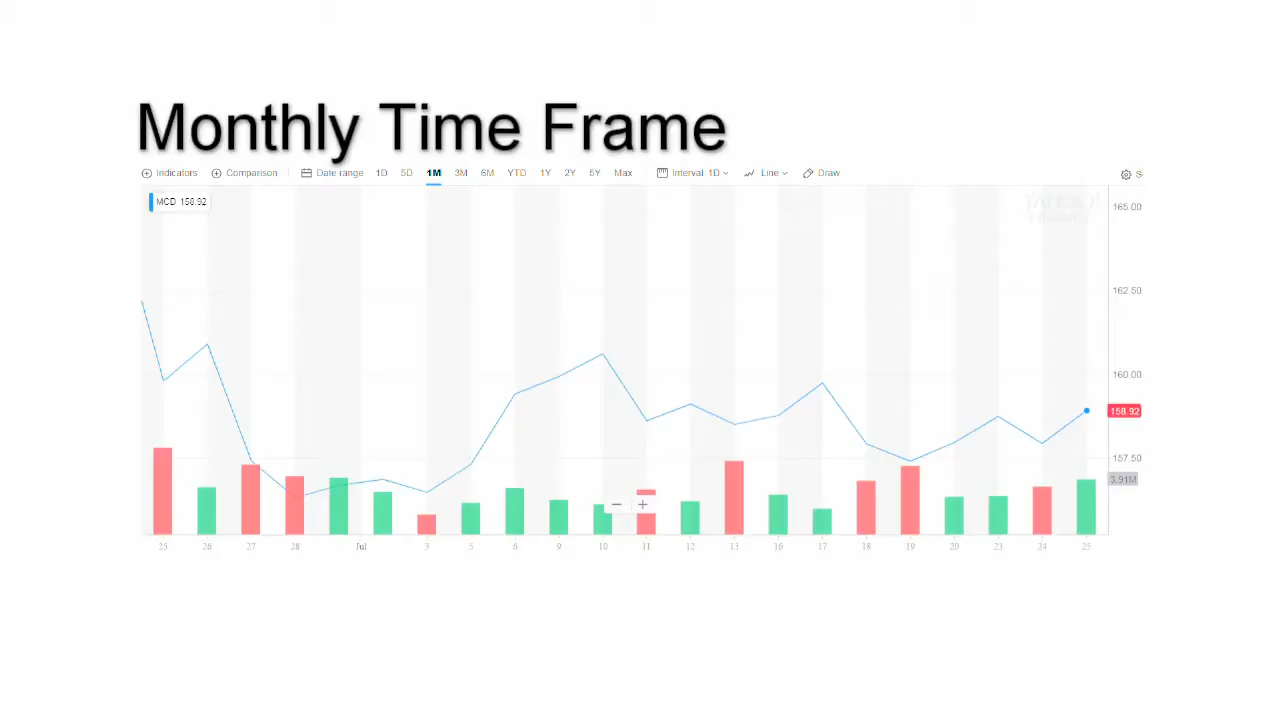 Monthly Time Frame
Indicators Comparison Date range 1D 5D 1M 3M 6M YTD 1Y 2Y 5Y Max Interval 1D Line Draw S
MCD 158.92
165.00
162.50
160.00
158.92
157.50
3.91M
25 26 27 28 Jul 3 5 6 9 10 11 12 13 16 17 18 19 20 23 24 25